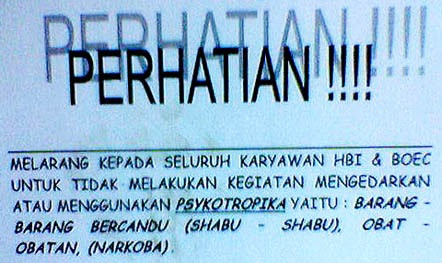 PERHATIAN !!!!
MELARANG KEPADA SELURUH KARYAWAN HBI & BOEC
UNTUK TIDAK MELAKUKAN KEGIATAN MENGEDARKAN
ATAU MENGGUNAKAN PSYKOTROPIKA YAITU : BARANG -
BARANG BERCANDU (SHABU - SHABU), OBAT -
OBATAN, (NARKOBA).